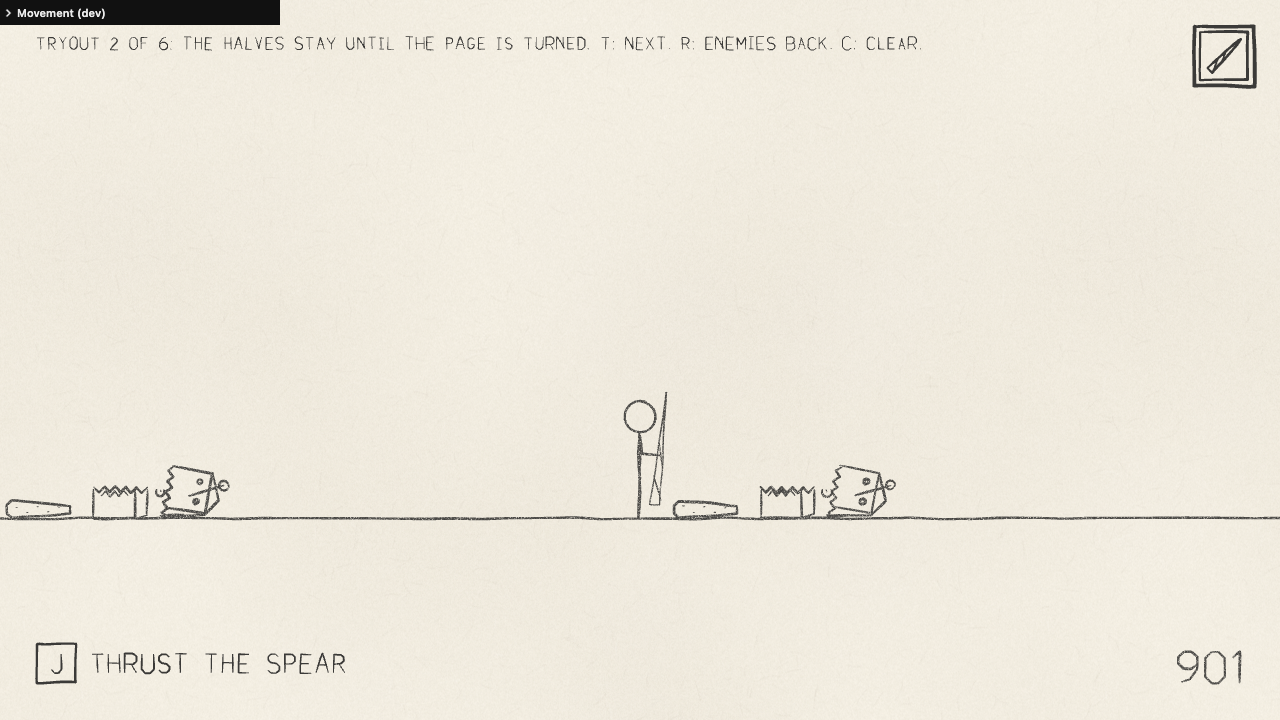 Movement (dev)
TRYOUT 2 OF 6: THE HALVES STAY UNTIL THE PAGE IS TURNED. T: NEXT. R: ENEMIES BACK. C: CLEAR.
J THRUST THE SPEAR
901